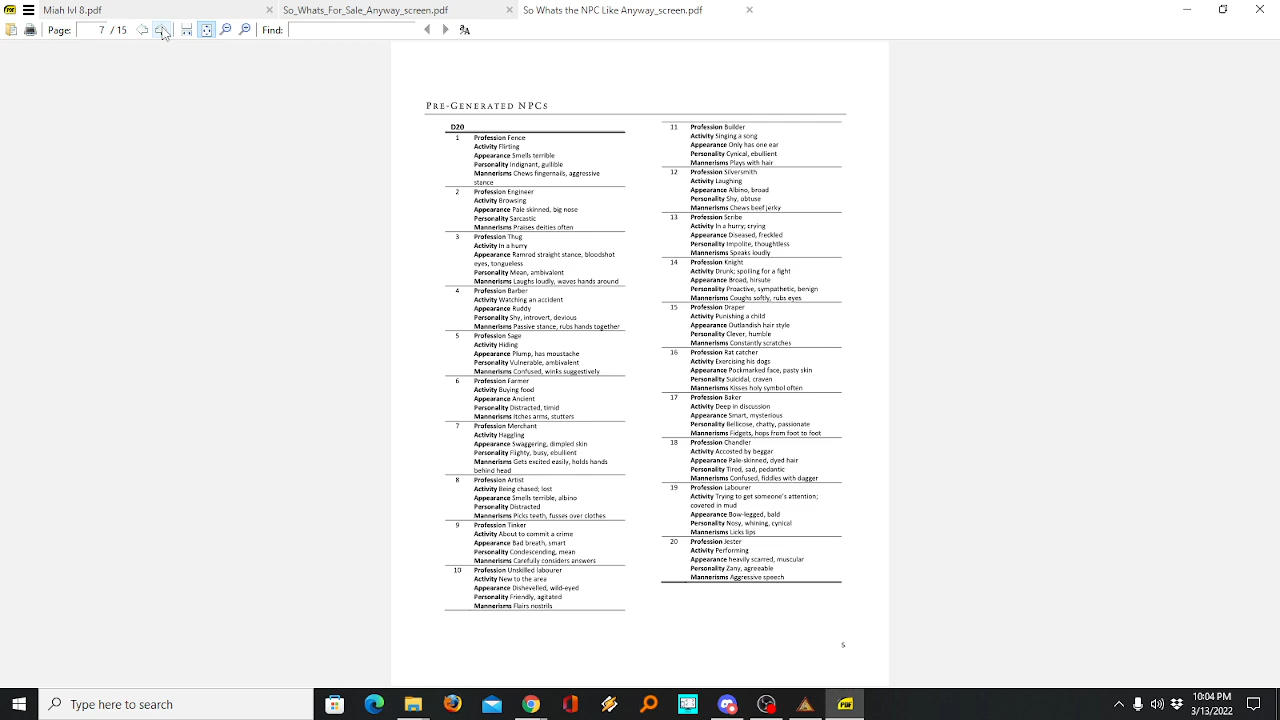 Miah lvl 8.pdf
So_Whats_For_Sale_Anyway_screen.pdf
So Whats the NPC Like Anyway_screen.pdf
Page:
7 / 15
Find:
PRE-GENERATED NPCS
D20
1 Profession Fence
Activity Flirting
Appearance Smells terrible
Personality Indignant, gullible
Mannerisms Chews fingernails, aggressive
stance
2 Profession Engineer
Activity Browsing
Appearance Pale skinned, big nose
Personality Sarcastic
Mannerisms Praises deities often
3 Profession Thug
Activity In a hurry
Appearance Ramrod straight stance, bloodshot
eyes, tongueless
Personality Mean, ambivalent
Mannerisms Laughs loudly, waves hands around
4 Profession Barber
Activity Watching an accident
Appearance Ruddy
Personality Shy, introvert, devious
Mannerisms Passive stance, rubs hands together
5 Profession Sage
Activity Hiding
Appearance Plump, has moustache
Personality Vulnerable, ambivalent
Mannerisms Confused, winks suggestively
6 Profession Farmer
Activity Buying food
Appearance Ancient
Personality Distracted, timid
Mannerisms Itches arms, stutters
7 Profession Merchant
Activity Haggling
Appearance Swaggering, dimpled skin
Personality Flighty, busy, ebullient
Mannerisms Gets excited easily, holds hands
behind head
8 Profession Artist
Activity Being chased; lost
Appearance Smells terrible, albino
Personality Distracted
Mannerisms Picks teeth, fusses over clothes
9 Profession Tinker
Activity About to commit a crime
Appearance Bad breath, smart
Personality Condescending, mean
Mannerisms Carefully considers answers
10 Profession Unskilled labourer
Activity New to the area
Appearance Dishevelled, wild-eyed
Personality Friendly, agitated
Mannerisms Flairs nostrils
11 Profession Builder
Activity Singing a song
Appearance Only has one ear
Personality Cynical, ebullient
Mannerisms Plays with hair
12 Profession Silversmith
Activity Laughing
Appearance Albino, broad
Personality Shy, obtuse
Mannerisms Chews beef jerky
13 Profession Scribe
Activity In a hurry; crying
Appearance Diseased, freckled
Personality Impolite, thoughtless
Mannerisms Speaks loudly
14 Profession Knight
Activity Drunk; spoiling for a fight
Appearance Broad, hirsute
Personality Proactive, sympathetic, benign
Mannerisms Coughs softly, rubs eyes
15 Profession Draper
Activity Punishing a child
Appearance Outlandish hair style
Personality Clever, humble
Mannerisms Constantly scratches
16 Profession Rat catcher
Activity Exercising his dogs
Appearance Pockmarked face, pasty skin
Personality Suicidal, craven
Mannerisms Kisses holy symbol often
17 Profession Baker
Activity Deep in discussion
Appearance Smart, mysterious
Personality Bellicose, chatty, passionate
Mannerisms Fidgets, hops from foot to foot
18 Profession Chandler
Activity Accosted by beggar
Appearance Pale-skinned, dyed hair
Personality Tired, sad, pedantic
Mannerisms Confused, fiddles with dagger
19 Profession Labourer
Activity Trying to get someone's attention;
covered in mud
Appearance Bow-legged, bald
Personality Nosy, whining, cynical
Mannerisms Licks lips
20 Profession Jester
Activity Performing
Appearance heavily scarred, muscular
Personality Zany, agreeable
Mannerisms Aggressive speech
5
Type here to search
10:04 PM
3/13/2022